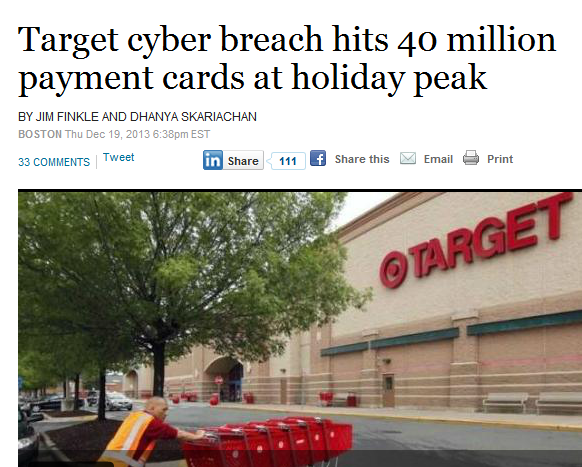 Target cyber breach hits 40 million
payment cards at holiday peak
BY JIM FINKLE AND DHANYA SKARIACHAN
BOSTON Thu Dec 19, 2013 6:38pm EST
33 COMMENTS | Tweet in Share 111 f Share this Email Print
TARGET